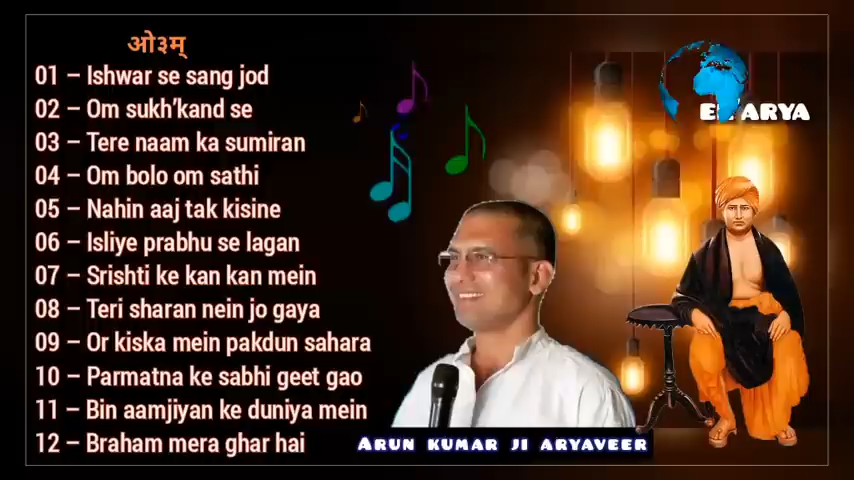 ओ३म्
01 – Ishwar se sang jod
02 – Om sukh’kand se
03 – Tere naam ka sumiran
04 – Om bolo om sathi
05 – Nahin aaj tak kisine
06 – Isliye prabhu se lagan
07 – Srishti ke kan kan mein
08 – Teri sharan nein jo gaya
09 – Or kiska mein pakdun sahara
10 – Parmatna ke sabhi geet gao
11 – Bin aamjiyan ke duniya mein
12 – Braham mera ghar hai
ARYA
ARUN KUMAR JI ARYAVEER